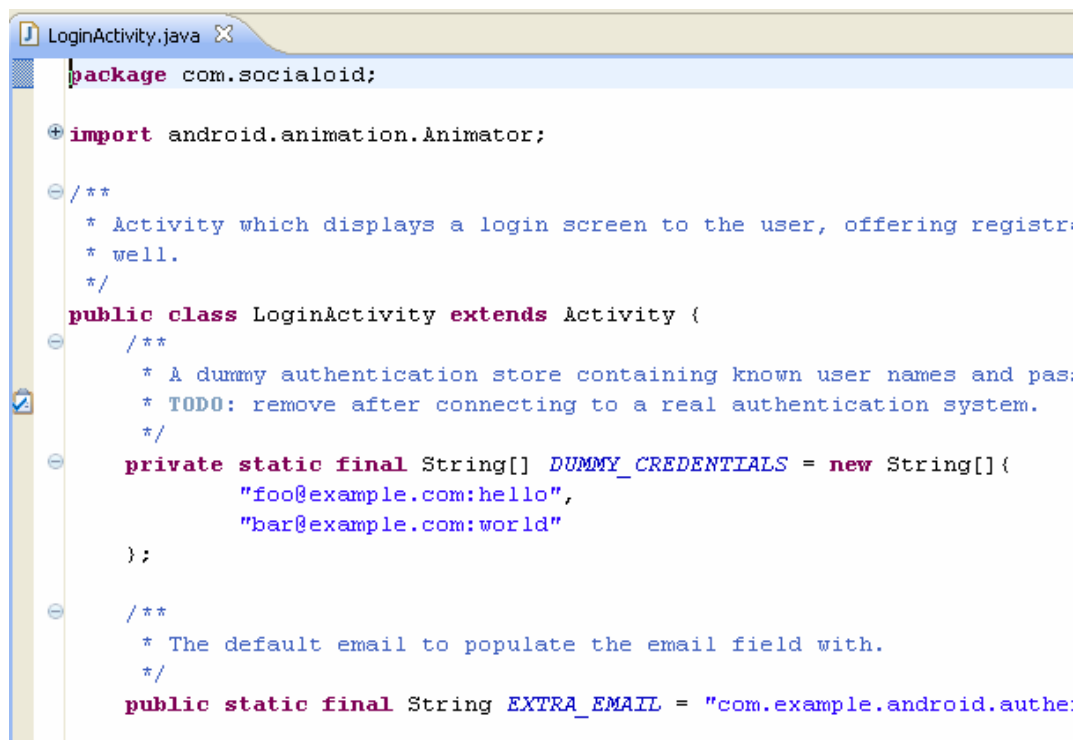 LoginActivity.java
package com.socialoid;
import android.animation.Animator;
/**
* Activity which displays a login screen to the user, offering
* well.
*/
public class LoginActivity extends Activity {
/**
* A dummy authentication store containing known user names and
* TODO: remove after connecting to a real authentication system.
*/
private static final String[] DUMMY_CREDENTIALS = new String[]{
"foo@example.com:hello",
"bar@example.com:world"
};
/**
* The default email to populate the email field with.
*/
public static final String EXTRA_EMAIL = "com.example.android.